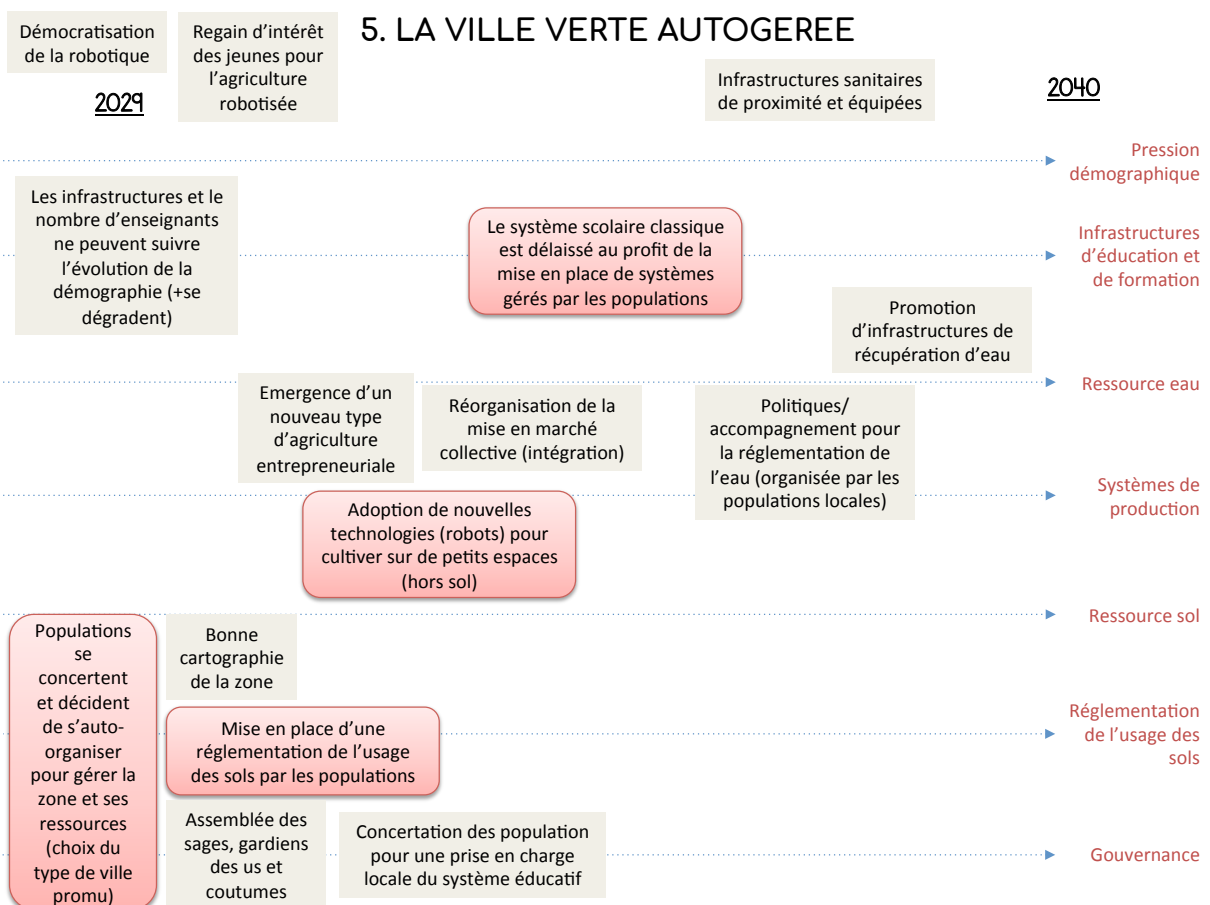 5. LA VILLE VERTE AUTOGEREE
Démocratisation
de la robotique
Regain d’intérêt
des jeunes pour
l’agriculture
robotisée
Infrastructures sanitaires
de proximité et équipées
2029
2040
Pression
démographique
Les infrastructures et le
nombre d’enseignants
ne peuvent suivre
l’évolution de la
démographie (+se
dégradent)
Le système scolaire classique
est délaissé au profit de la
mise en place de systèmes
gérés par les populations
Infrastructures
d’éducation et
de formation
Promotion
d’infrastructures de
récupération d’eau
Ressource eau
Emergence d’un
nouveau type
d’agriculture
entrepreneuriale
Réorganisation de la
mise en marché
collective (intégration)
Politiques/
accompagnement pour
la réglementation de
l’eau (organisée par les
populations locales)
Systèmes de
production
Adoption de nouvelles
technologies (robots) pour
cultiver sur de petits espaces
(hors sol)
Ressource sol
Populations
se
concertent
et décident
de s’auto-
organiser
pour gérer la
zone et ses
ressources
(choix du
type de ville
promu)
Bonne
cartographie
de la zone
Mise en place d’une
réglementation de l’usage
des sols par les populations
Réglementation
de l’usage des
sols
Assemblée des
sages, gardiens
des us et
coutumes
Concertation des population
pour une prise en charge
locale du système éducatif
Gouvernance